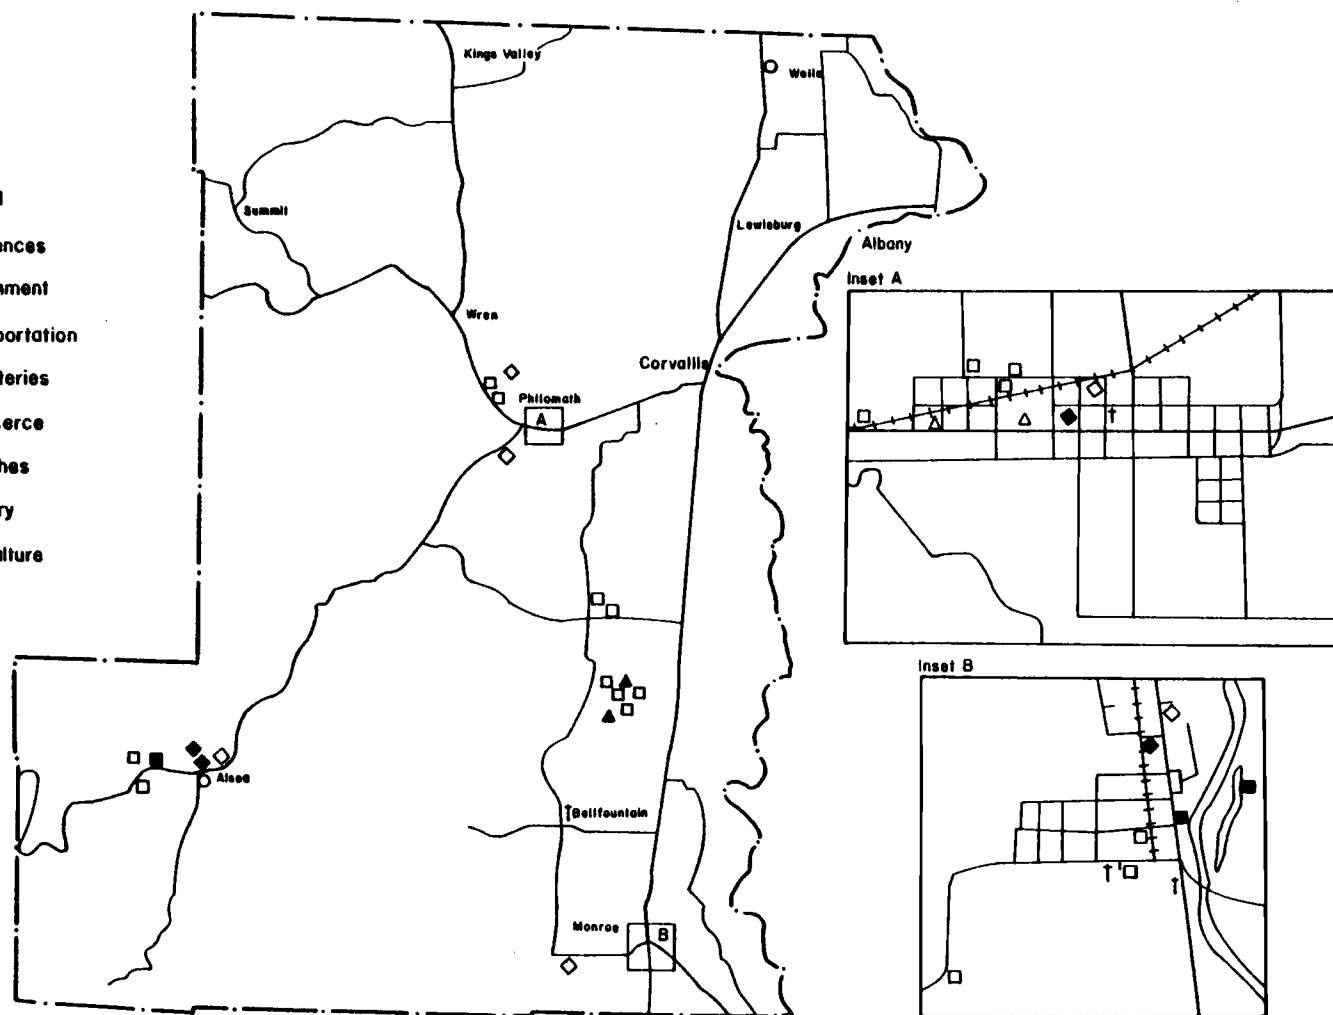 Kings Valley
Wells
Summit
Lewisburg
Albany
Wren
Corvallis
Philomath
A
Alsea
Bellfountain
Monroe
B
ences
nment
portation
teries
erce
hes
ry
lture
Inset A
Inset B